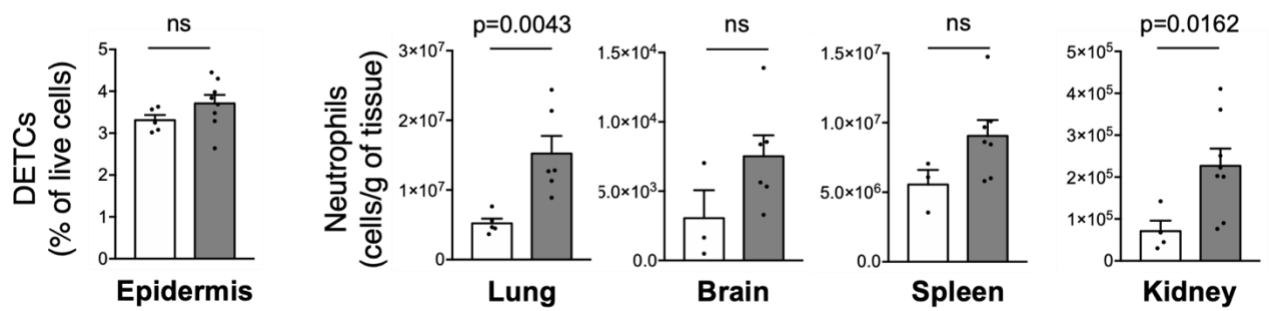 ns
DETCs
(% of live cells)
5
4
3
2
1
0
Epidermis
Neutrophils
(cells/g of tissue)
p=0.0043
3×10⁷
2×10⁷
1×10⁷
0
Lung
ns
1.5×10⁴
1.0×10⁴
5.0×10³
0.0
Brain
ns
1.5×10⁷
1.0×10⁷
5.0×10⁶
0.0
Spleen
p=0.0162
5×10⁵
4×10⁵
3×10⁵
2×10⁵
1×10⁵
0
Kidney